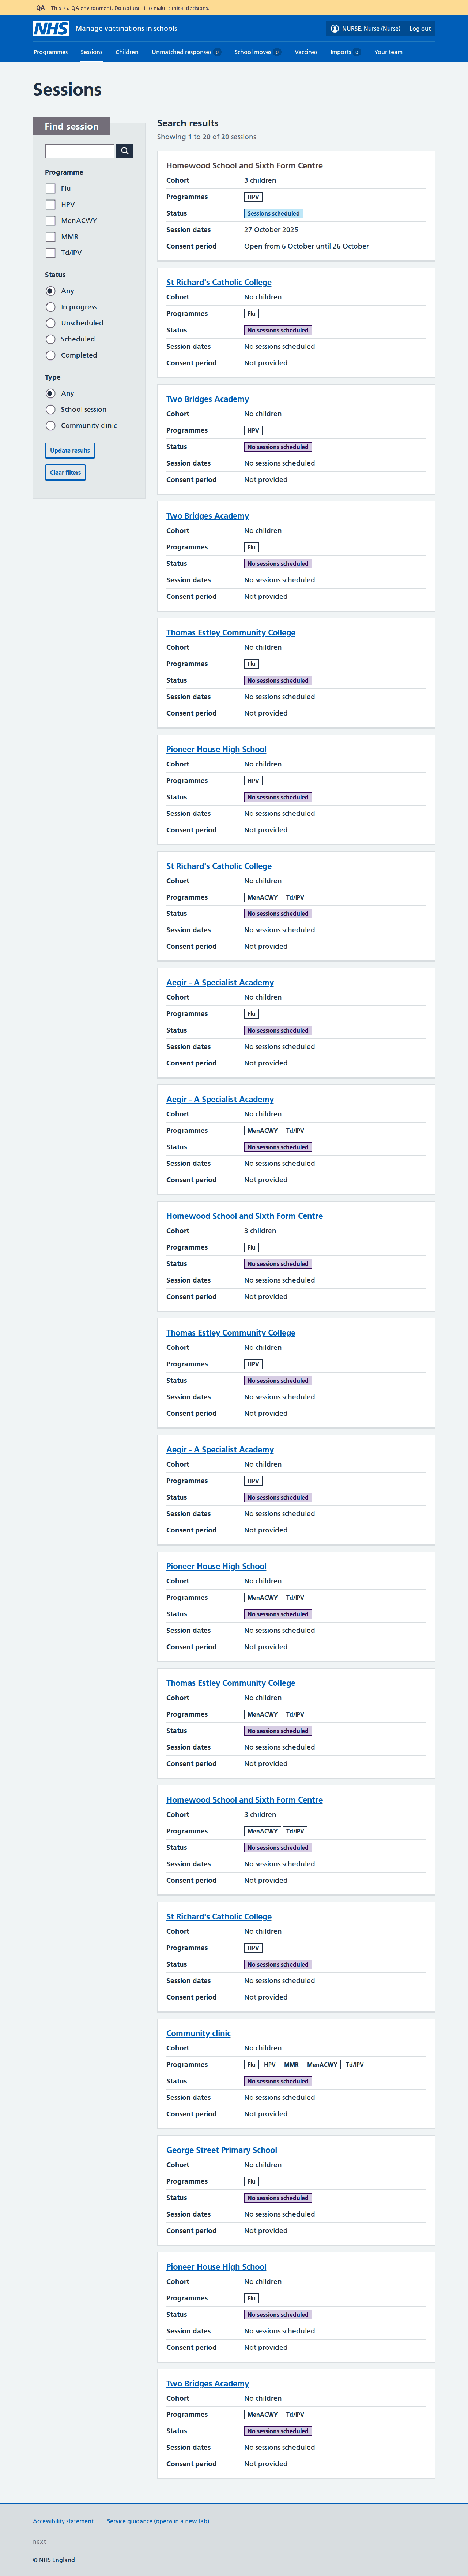 QA This is a QA environment. Do not use it to make clinical decisions.
NHS Manage vaccinations in schools
NURSE, Nurse (Nurse) Log out
Programmes Sessions Children Unmatched responses 0 School moves 0 Vaccines Imports 0 Your team
Sessions
Find session
Programme
Flu
HPV
MenACWY
MMR
Td/IPV
Status
Any
In progress
Unscheduled
Scheduled
Completed
Type
Any
School session
Community clinic
Update results
Clear filters
Search results
Showing 1 to 20 of 20 sessions
Homewood School and Sixth Form Centre
Cohort 3 children
Programmes HPV
Status Sessions scheduled
Session dates 27 October 2025
Consent period Open from 6 October until 26 October
St Richard's Catholic College
Cohort No children
Programmes Flu
Status No sessions scheduled
Session dates No sessions scheduled
Consent period Not provided
Two Bridges Academy
Cohort No children
Programmes HPV
Status No sessions scheduled
Session dates No sessions scheduled
Consent period Not provided
Two Bridges Academy
Cohort No children
Programmes Flu
Status No sessions scheduled
Session dates No sessions scheduled
Consent period Not provided
Thomas Estley Community College
Cohort No children
Programmes Flu
Status No sessions scheduled
Session dates No sessions scheduled
Consent period Not provided
Pioneer House High School
Cohort No children
Programmes HPV
Status No sessions scheduled
Session dates No sessions scheduled
Consent period Not provided
St Richard's Catholic College
Cohort No children
Programmes MenACWY Td/IPV
Status No sessions scheduled
Session dates No sessions scheduled
Consent period Not provided
Aegir - A Specialist Academy
Cohort No children
Programmes Flu
Status No sessions scheduled
Session dates No sessions scheduled
Consent period Not provided
Aegir - A Specialist Academy
Cohort No children
Programmes MenACWY Td/IPV
Status No sessions scheduled
Session dates No sessions scheduled
Consent period Not provided
Homewood School and Sixth Form Centre
Cohort 3 children
Programmes Flu
Status No sessions scheduled
Session dates No sessions scheduled
Consent period Not provided
Thomas Estley Community College
Cohort No children
Programmes HPV
Status No sessions scheduled
Session dates No sessions scheduled
Consent period Not provided
Aegir - A Specialist Academy
Cohort No children
Programmes HPV
Status No sessions scheduled
Session dates No sessions scheduled
Consent period Not provided
Pioneer House High School
Cohort No children
Programmes MenACWY Td/IPV
Status No sessions scheduled
Session dates No sessions scheduled
Consent period Not provided
Thomas Estley Community College
Cohort No children
Programmes MenACWY Td/IPV
Status No sessions scheduled
Session dates No sessions scheduled
Consent period Not provided
Homewood School and Sixth Form Centre
Cohort 3 children
Programmes MenACWY Td/IPV
Status No sessions scheduled
Session dates No sessions scheduled
Consent period Not provided
St Richard's Catholic College
Cohort No children
Programmes HPV
Status No sessions scheduled
Session dates No sessions scheduled
Consent period Not provided
Community clinic
Cohort No children
Programmes Flu HPV MMR MenACWY Td/IPV
Status No sessions scheduled
Session dates No sessions scheduled
Consent period Not provided
George Street Primary School
Cohort No children
Programmes Flu
Status No sessions scheduled
Session dates No sessions scheduled
Consent period Not provided
Pioneer House High School
Cohort No children
Programmes Flu
Status No sessions scheduled
Session dates No sessions scheduled
Consent period Not provided
Two Bridges Academy
Cohort No children
Programmes MenACWY Td/IPV
Status No sessions scheduled
Session dates No sessions scheduled
Consent period Not provided
Accessibility statement Service guidance (opens in a new tab)
next
© NHS England